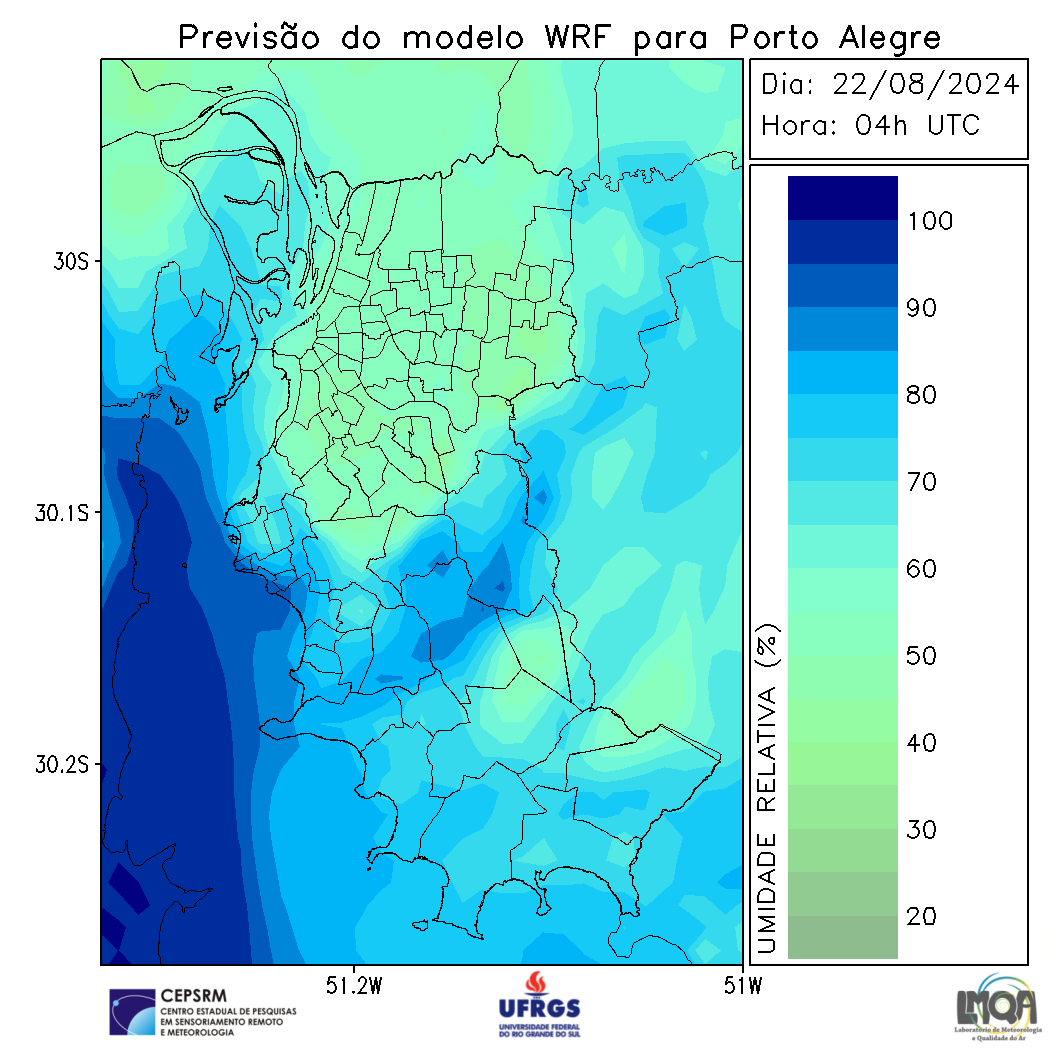 Previsão do modelo WRF para Porto Alegre
Dia: 22/08/2024
Hora: 04h UTC
30S
30.1S
30.2S
51.2W
51W
UMIDADE RELATIVA (%)
100
90
80
70
60
50
40
30
20
CEPSRM
CENTRO ESTADUAL DE PESQUISAS
EM SENSORIAMENTO REMOTO
E METEOROLOGIA
UFRGS
UNIVERSIDADE FEDERAL
DO RIO GRANDE DO SUL
LMQA
Laboratório de Meteorologia
e Qualidade do Ar